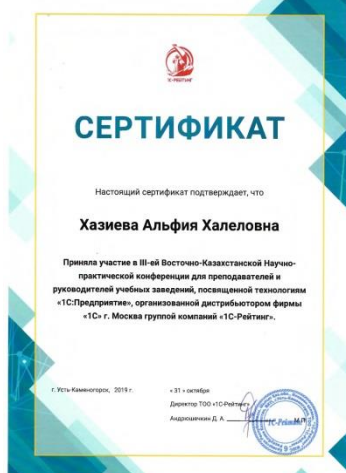 1С-РЕЙТИНГ
СЕРТИФИКАТ
Настоящий сертификат подтверждает, что
Хазиева Альфия Халеловна
Приняла участие в III-ей Восточно-Казахстанской Научно-
практической конференции для преподавателей и
руководителей учебных заведений, посвященной технологиям
«1С:Предприятие», организованной дистрибьютором фирмы
«1С» г. Москва группой компаний «1С-Рейтинг».
г. Усть-Каменогорск, 2019 г.
« 31 » октября
Директор ТОО «1С-Рейтинг»
Андрюшечкин Д. А.
М.П.
"1С-Рейтинг"